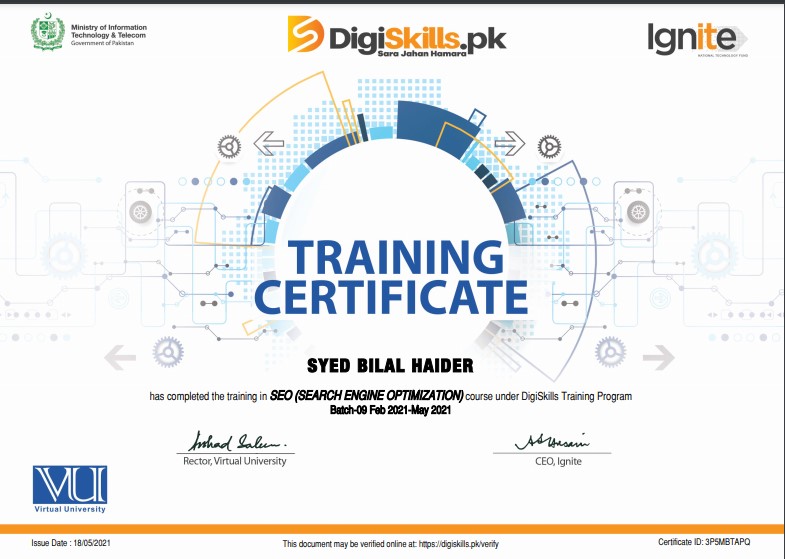 Ministry of Information
Technology & Telecom
Government of Pakistan
DigiSkills.pk
Sara Jahan Hamara
Ignite
NATIONAL TECHNOLOGY FUND
TRAINING
CERTIFICATE
SYED BILAL HAIDER
has completed the training in SEO (SEARCH ENGINE OPTIMIZATION) course under DigiSkills Training Program
Batch-09 Feb 2021-May 2021
Rector, Virtual University
CEO, Ignite
VU
Virtual University
Issue Date : 18/05/2021
This document may be verified online at: https://digiskills.pk/verify
Certificate ID: 3P5MBTAPQ